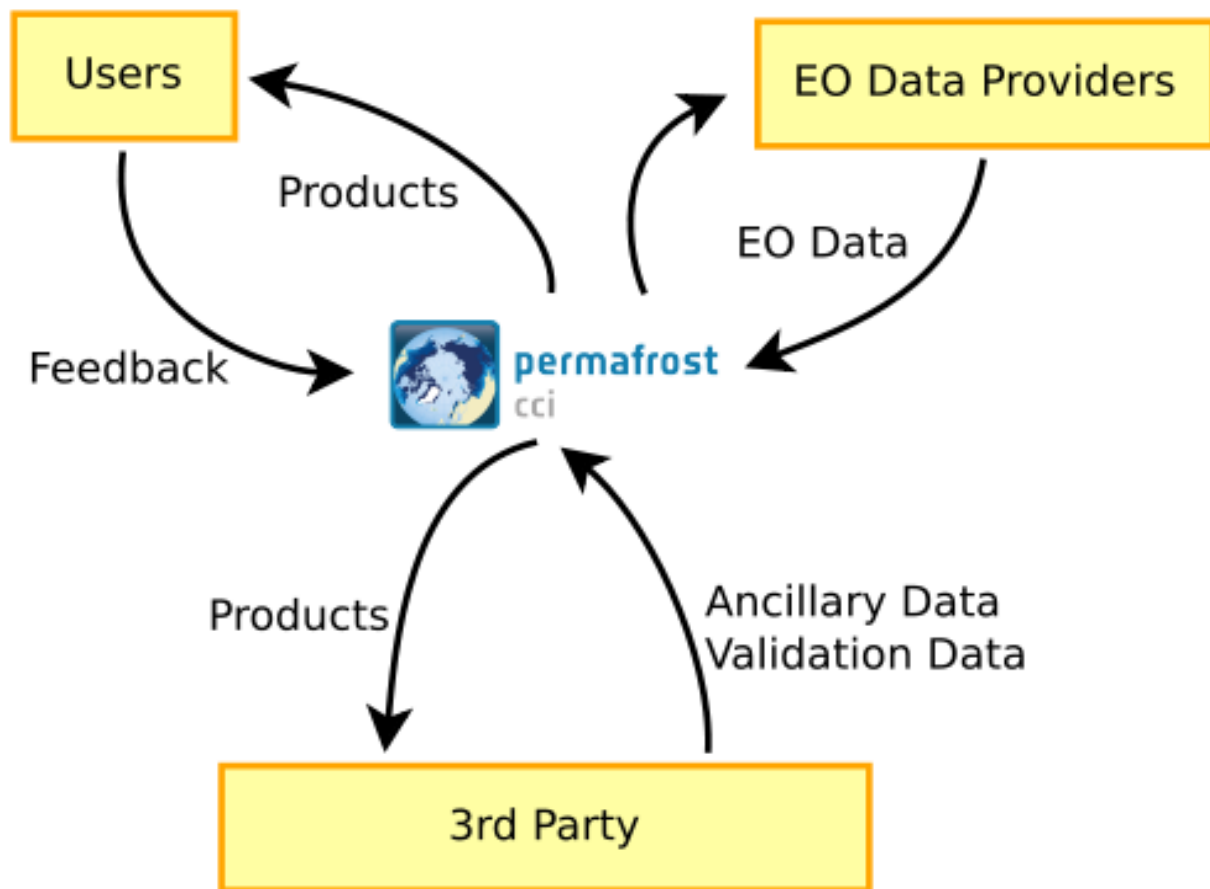 Users
EO Data Providers
Products
EO Data
Feedback
permafrost
cci
Products
Ancillary Data
Validation Data
3rd Party